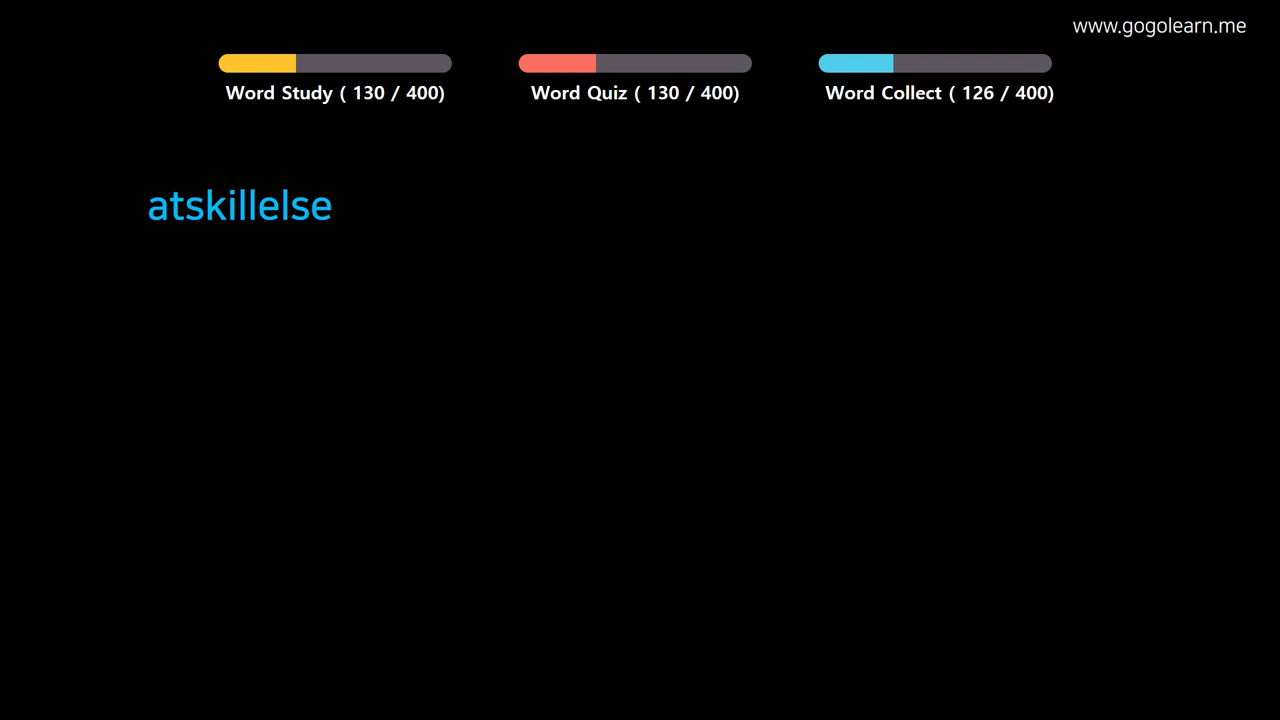 www.gogolearn.me
Word Study ( 130 / 400)
Word Quiz ( 130 / 400)
Word Collect ( 126 / 400)
atskillelse